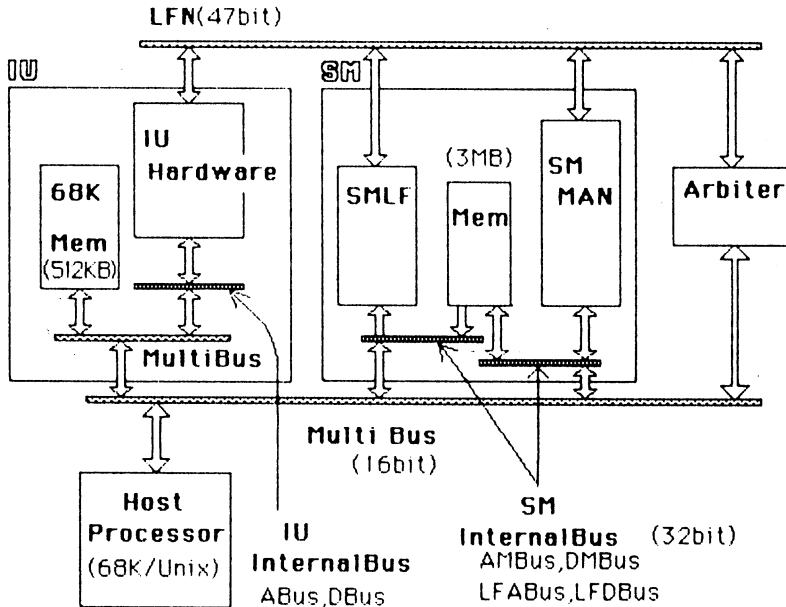 LFN(47bit)
IU
SM
IU
Hardware
68K
Mem
(512KB)
MultiBus
SMLF
(3MB)
Mem
SM
MAN
Arbiter
Multi Bus
(16bit)
Host
Processor
(68K/Unix)
IU
InternalBus
ABus,DBus
SM
InternalBus (32bit)
AMBus,DMBus
LFABus,LFDBus